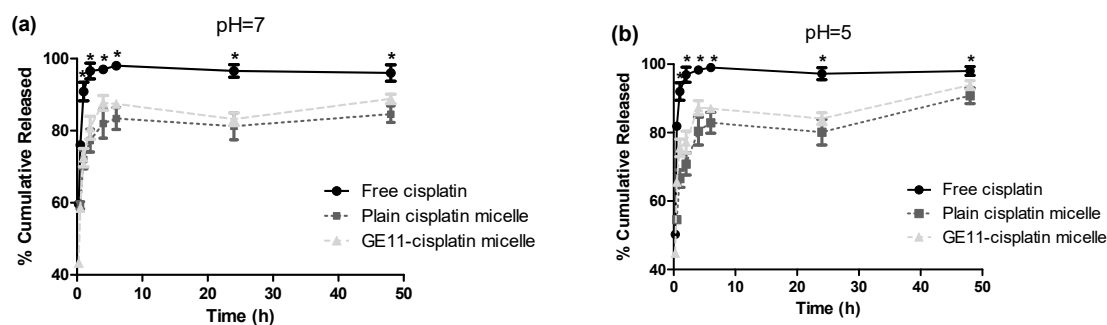 (a)
pH=7
* * * * * *
100
80
60
40
% Cumulative Released
0 10 20 30 40 50
Time (h)
Free cisplatin
Plain cisplatin micelle
GE11-cisplatin micelle
(b)
pH=5
* * * * * *
100
80
60
40
% Cumulative Released
0 10 20 30 40 50
Time (h)
Free cisplatin
Plain cisplatin micelle
GE11-cisplatin micelle